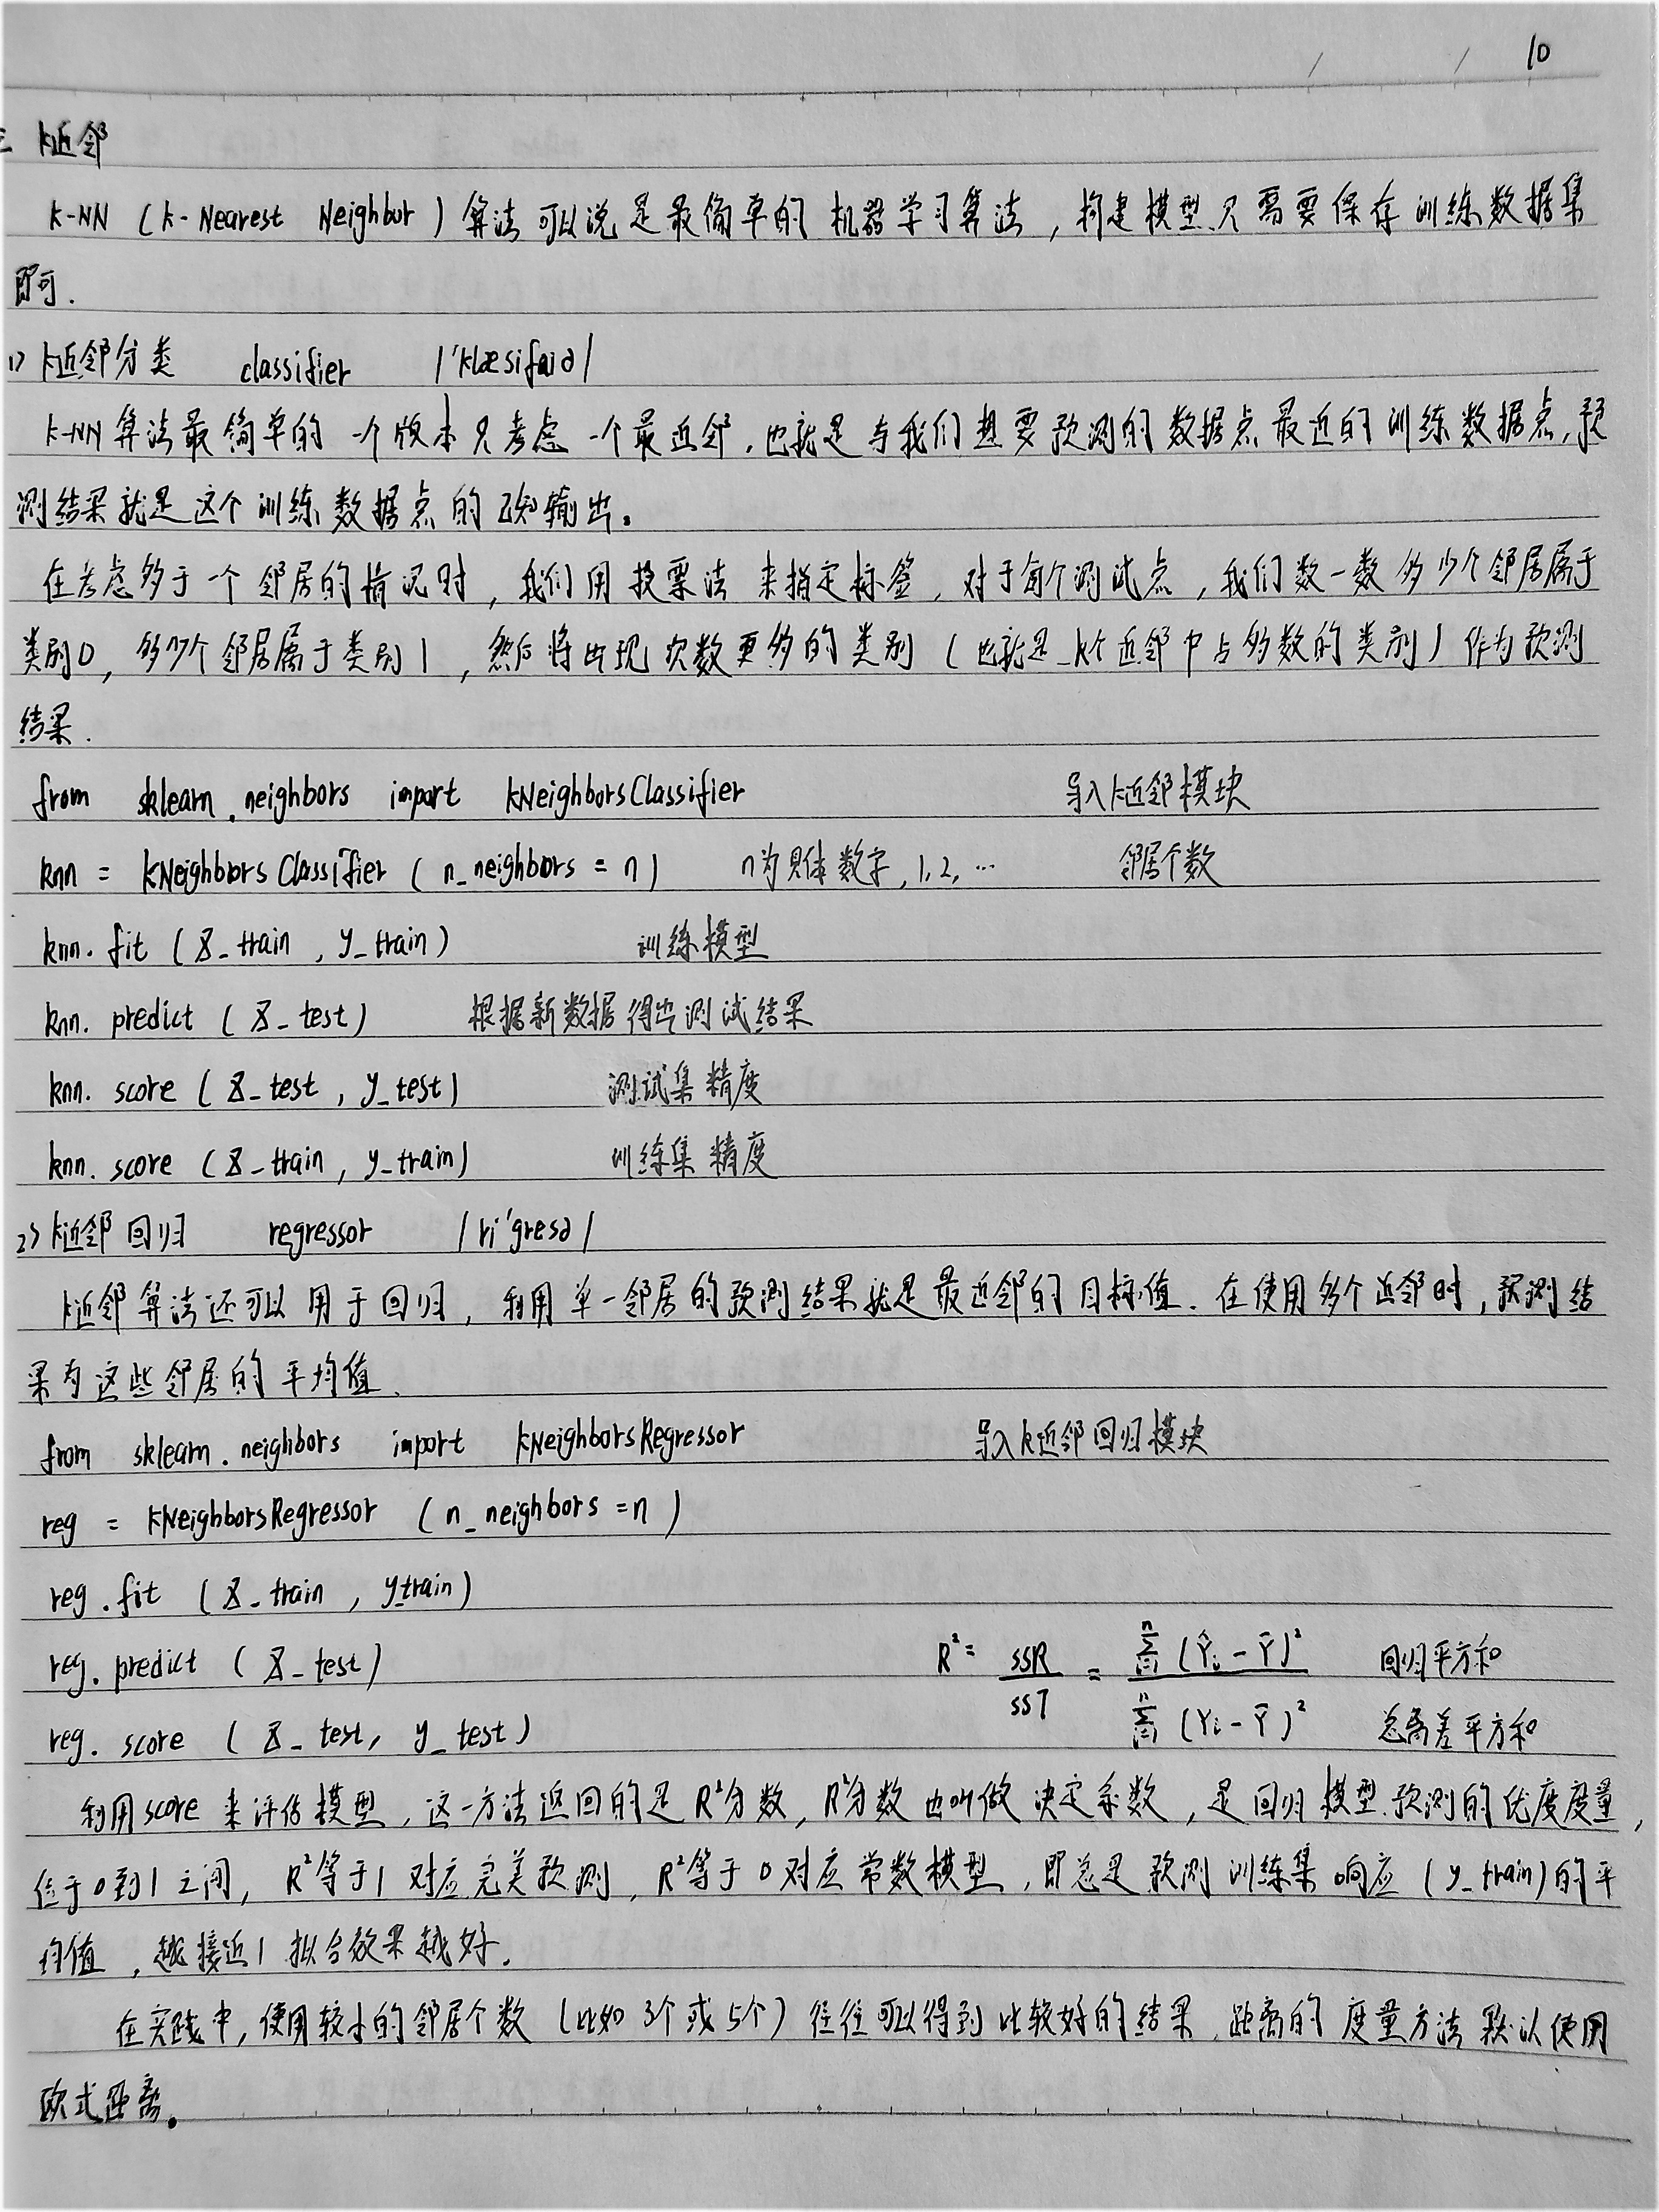 10
三 k近邻
k-NN (k-Nearest Neighbor) 算法可以说是最简单的机器学习算法，构建模型只需要保存训练数据集
即可.
1) k近邻分类 classifier /'klæsifaiə/
k-NN算法最简单的一个版本只考虑一个最近邻，也就是与我们想要预测的数据点最近的训练数据点，预
测结果就是这个训练数据点的已知输出。
在考虑多于一个邻居的情况时，我们用投票法来指定标签，对于每个测试点，我们数一数多少个邻居属于
类别0，多少个邻居属于类别1，然后将出现次数更多的类别（也就是k个近邻中占多数的类别）作为预测
结果.
from sklearn.neighbors import KNeighborsClassifier 导入k近邻模块
knn = KNeighborsClassifier (n_neighbors = n) n为具体数字, 1, 2, … 邻居个数
knn.fit (X_train, y_train) 训练模型
knn.predict (X_test) 根据新数据得出测试结果
knn.score (X_test, y_test) 测试集精度
knn.score (X_train, y_train) 训练集精度
2) k近邻回归 regressor /ri'gresə/
k近邻算法还可以用于回归，利用单一邻居的预测结果就是最近邻的目标值. 在使用多个近邻时，预测结
果为这些邻居的平均值.
from sklearn.neighbors import KNeighborsRegressor 导入k近邻回归模块
reg = KNeighborsRegressor (n_neighbors = n)
reg.fit (X_train, y_train)
reg.predict (X_test) R² = SSR/SST = Σⁿᵢ₌₁ (Ŷᵢ - Ȳ)² / Σⁿᵢ₌₁ (Yᵢ - Ȳ)² 回归平方和
reg.score (X_test, y_test) 总离差平方和
利用score来评估模型，这一方法返回的是R²分数，R²分数也叫做决定系数，是回归模型预测的优度度量，
位于0到1之间，R²等于1对应完美预测，R²等于0对应常数模型，即总是预测训练集响应（y_train）的平
均值，越接近1拟合效果越好.
在实践中，使用较小的邻居个数（比如3个或5个）往往可以得到比较好的结果，距离的度量方法默认使用
欧式距离。